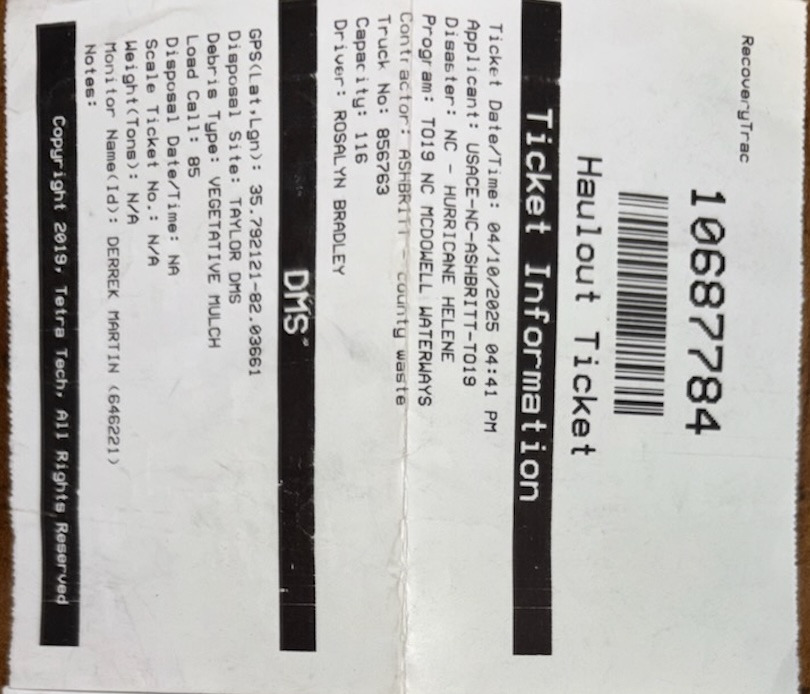 RecoveryTrac
10687784
Haulout Ticket
Ticket Information
Ticket Date/Time: 04/10/2025 04:41 PM
Applicant: USACE-NC-ASHBRITT-TO19
Disaster: NC - HURRICANE HELENE
Program: TO19 NC MCDOWELL WATERWAYS
Contractor: ASHBRITT - county waste
Truck No: 856763
Capacity: 116
Driver: ROSALYN BRADLEY
DMS
GPS(Lat,Lgn): 35.792121-82.03661
Disposal Site: TAYLOR DMS
Debris Type: VEGETATIVE MULCH
Load Call: 85
Disposal Date/Time: NA
Scale Ticket No.: N/A
Weight(Tons): N/A
Monitor Name(Id): DERREK MARTIN (646221)
Notes:
Copyright 2019, Tetra Tech, All Rights Reserved